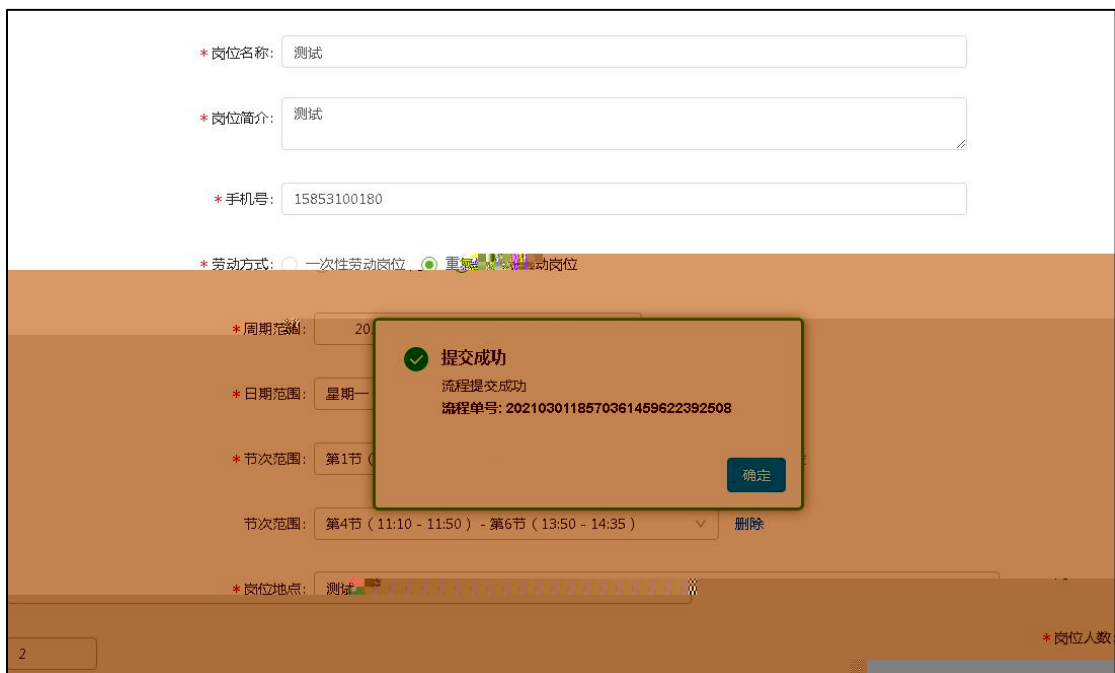 * 岗位名称: 测试
* 岗位简介: 测试
* 手机号: 15853100180
* 劳动方式: 一次性劳动岗位 重复 动岗位
* 周期范围: 20
提交成功
流程提交成功
流程单号: 2021030118570361459622392508
确定
* 日期范围: 星期一
* 节次范围: 第1节 (
节次范围: 第4节 ( 11:10 - 11:50 ) - 第6节 ( 13:50 - 14:35 ) 删除
* 岗位地点: 测试
* 岗位人数:
2